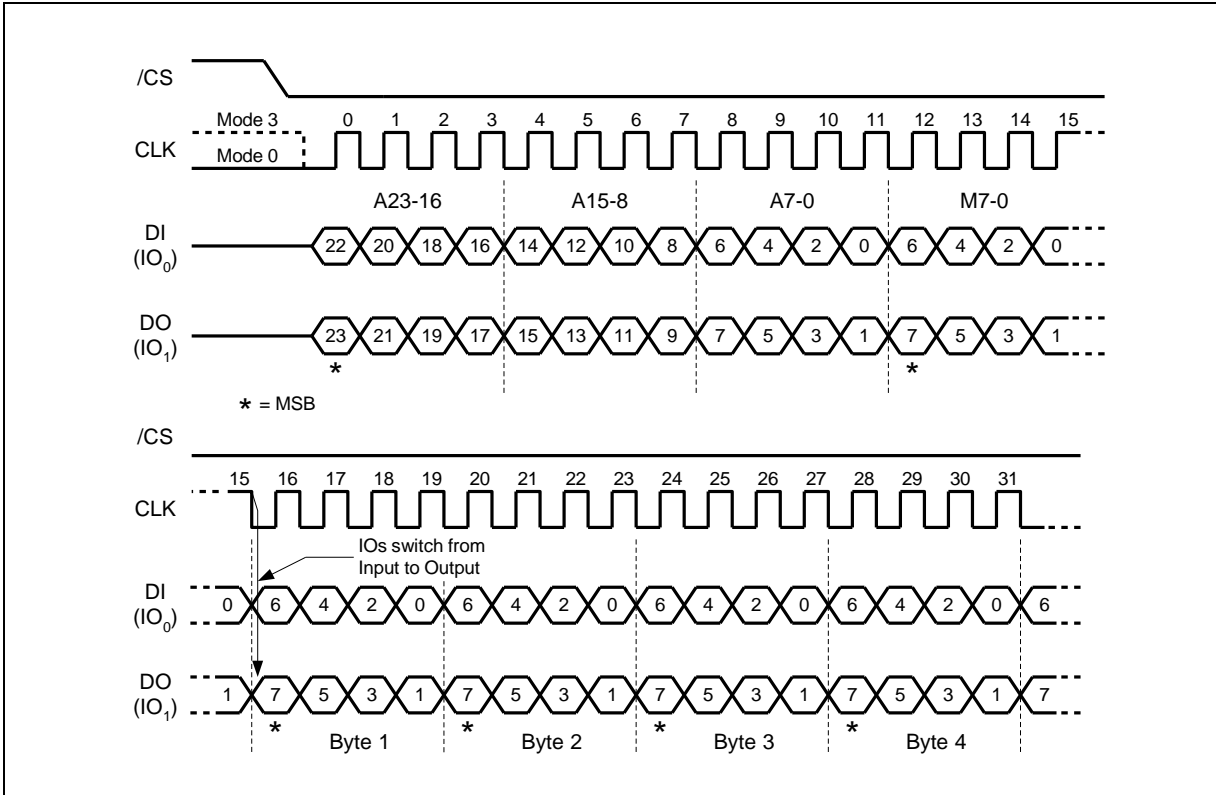 /CS
Mode 3
0 1 2 3 4 5 6 7 8 9 10 11 12 13 14 15
CLK
Mode 0
A23-16 A15-8 A7-0 M7-0
DI
(IO0)
22 20 18 16 14 12 10 8 6 4 2 0 6 4 2 0
DO
(IO1)
23 21 19 17 15 13 11 9 7 5 3 1 7 5 3 1
* *
* = MSB
/CS
15 16 17 18 19 20 21 22 23 24 25 26 27 28 29 30 31
CLK
IOs switch from
Input to Output
DI
(IO0)
0 6 4 2 0 6 4 2 0 6 4 2 0 6 4 2 0 6
DO
(IO1)
1 7 5 3 1 7 5 3 1 7 5 3 1 7 5 3 1 7
* * * *
Byte 1 Byte 2 Byte 3 Byte 4